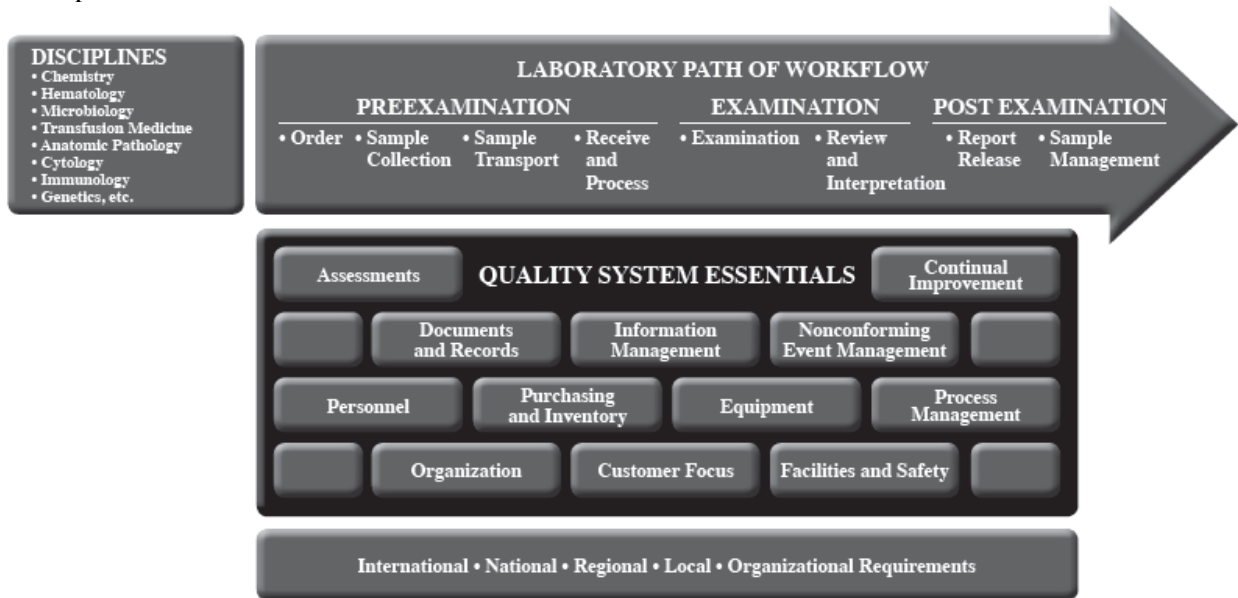 DISCIPLINES
• Chemistry
• Hematology
• Microbiology
• Transfusion Medicine
• Anatomic Pathology
• Cytology
• Immunology
• Genetics, etc.
LABORATORY PATH OF WORKFLOW
PREEXAMINATION
• Order
• Sample
Collection
• Sample
Transport
• Receive
and
Process
EXAMINATION
• Examination
• Review
and
Interpretation
POST EXAMINATION
• Report
Release
• Sample
Management
QUALITY SYSTEM ESSENTIALS
Assessments
Continual
Improvement
Documents
and Records
Information
Management
Nonconforming
Event Management
Personnel
Purchasing
and Inventory
Equipment
Process
Management
Organization
Customer Focus
Facilities and Safety
International • National • Regional • Local • Organizational Requirements